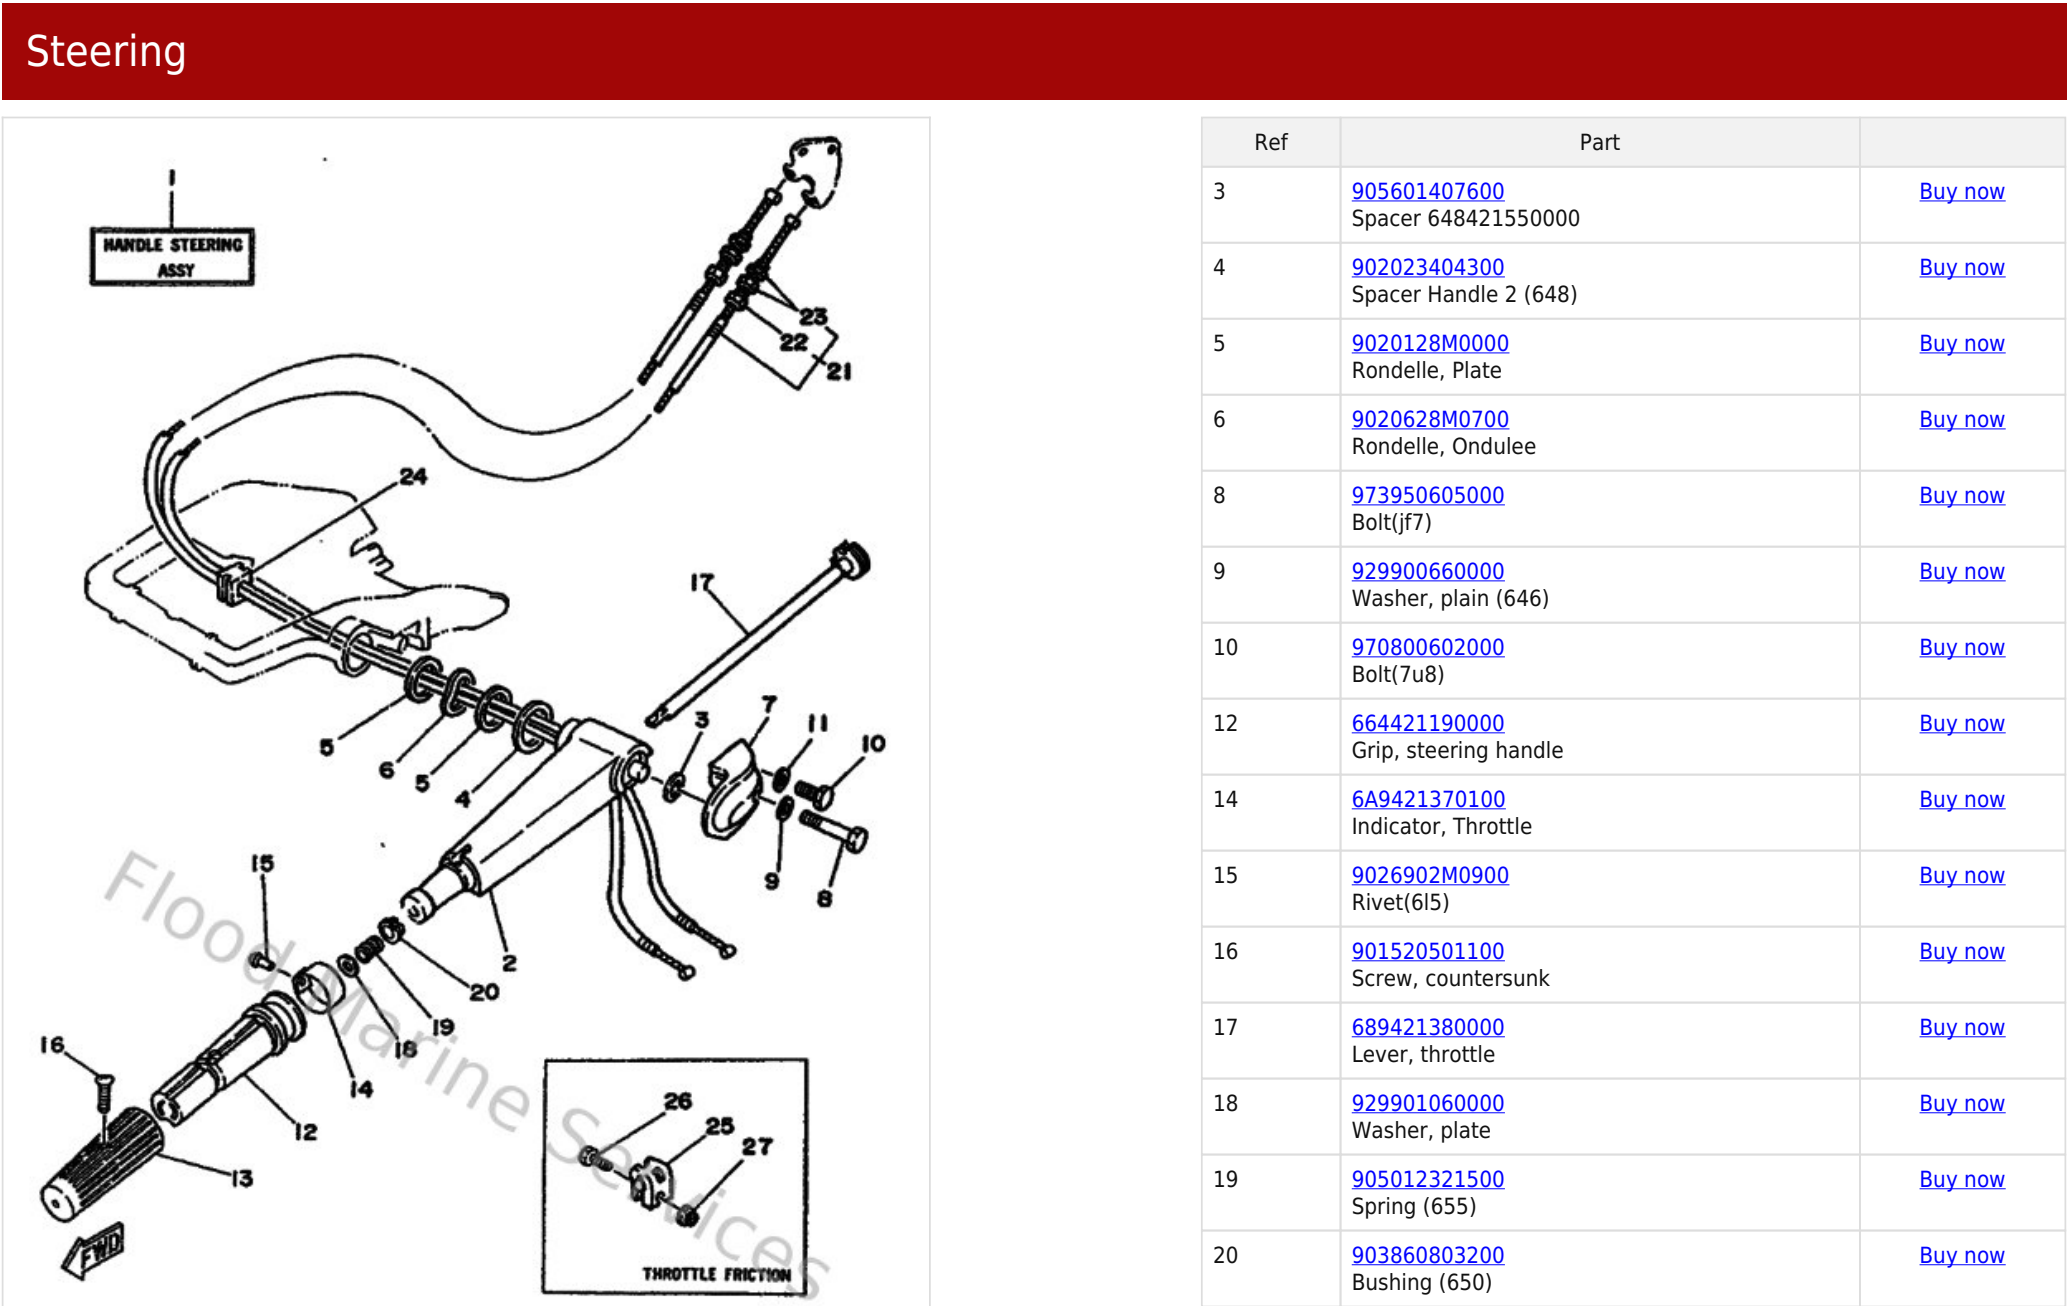 Steering
1
HANDLE STEERING
ASSY
23
22
21
24
17
7
3
11
10
5
6
5
4
9
8
15
2
20
19
18
16
14
12
13
26
25
27
FWD
THROTTLE FRICTION
Flood Marine Services
Ref Part
3 905601407600 Buy now
Spacer 648421550000
4 902023404300 Buy now
Spacer Handle 2 (648)
5 9020128M0000 Buy now
Rondelle, Plate
6 9020628M0700 Buy now
Rondelle, Ondulee
8 973950605000 Buy now
Bolt(jf7)
9 929900660000 Buy now
Washer, plain (646)
10 970800602000 Buy now
Bolt(7u8)
12 664421190000 Buy now
Grip, steering handle
14 6A9421370100 Buy now
Indicator, Throttle
15 9026902M0900 Buy now
Rivet(6l5)
16 901520501100 Buy now
Screw, countersunk
17 689421380000 Buy now
Lever, throttle
18 929901060000 Buy now
Washer, plate
19 905012321500 Buy now
Spring (655)
20 903860803200 Buy now
Bushing (650)